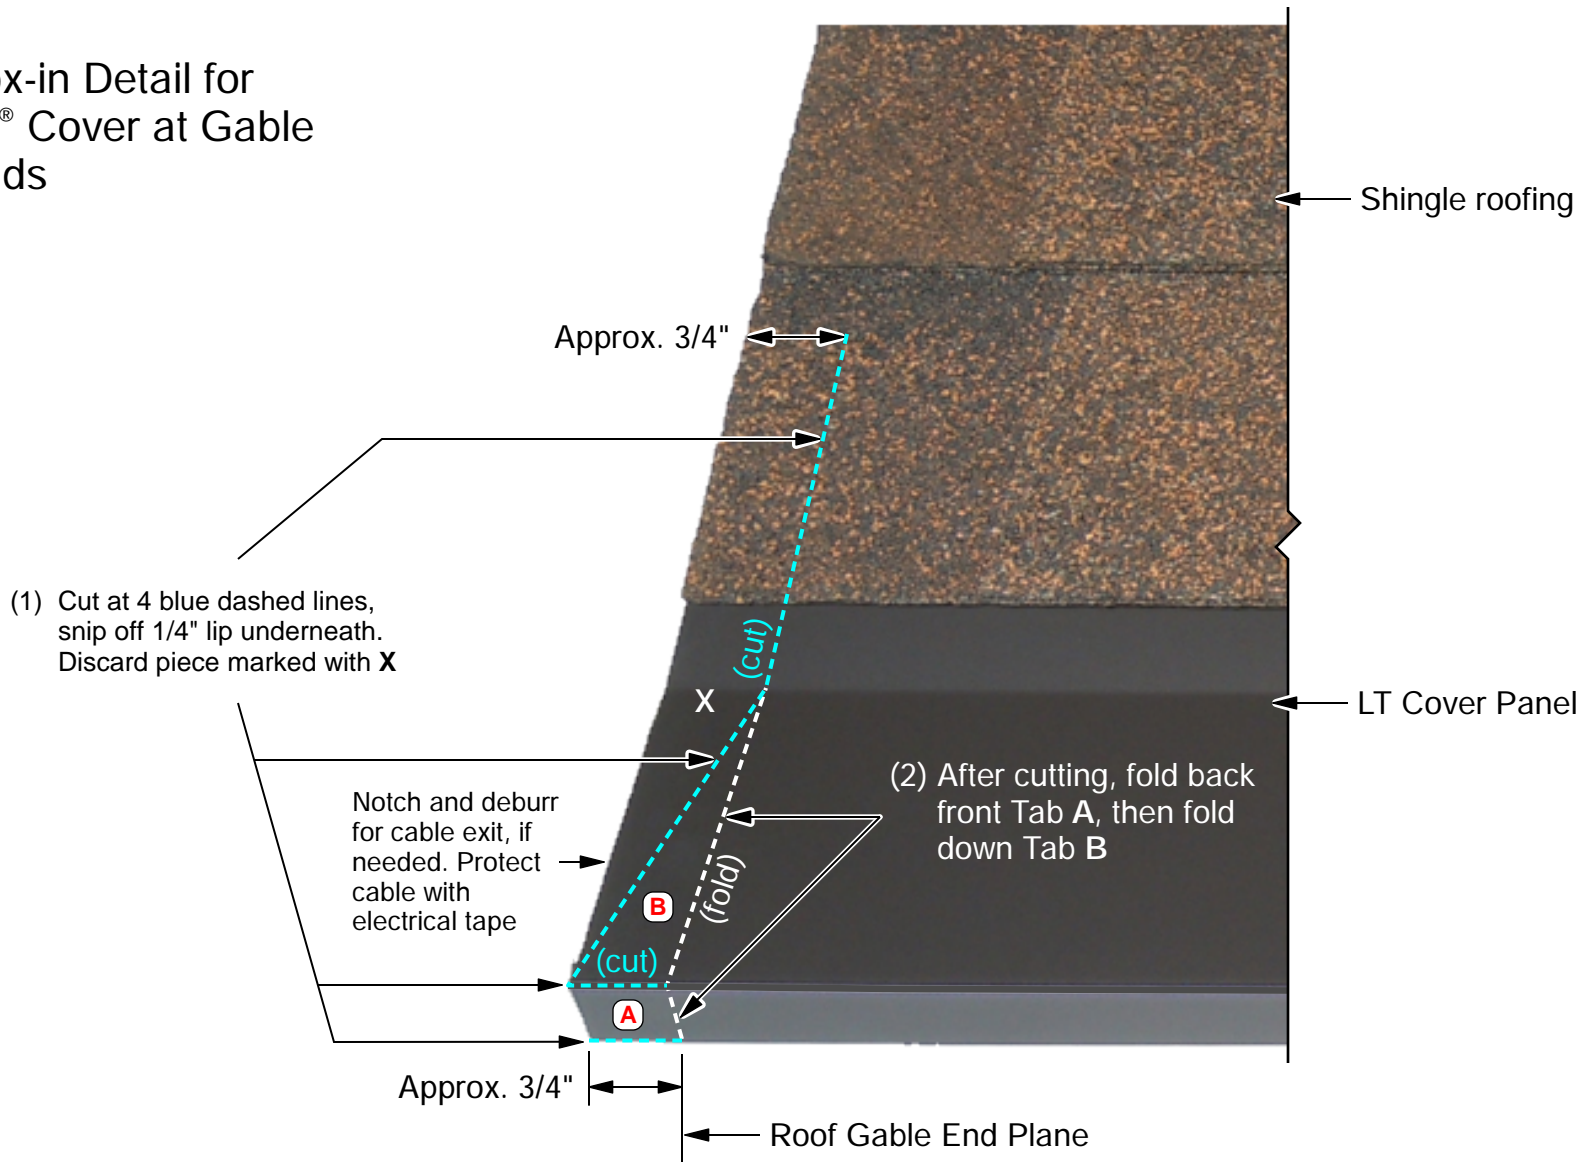 x-in Detail for
® Cover at Gable
ds
Shingle roofing
Approx. 3/4"
(1) Cut at 4 blue dashed lines,
snip off 1/4" lip underneath.
Discard piece marked with X
(cut)
X
LT Cover Panel
(2) After cutting, fold back
front Tab A, then fold
down Tab B
Notch and deburr
for cable exit, if
needed. Protect
cable with
electrical tape
(fold)
B
(cut)
A
Approx. 3/4"
Roof Gable End Plane